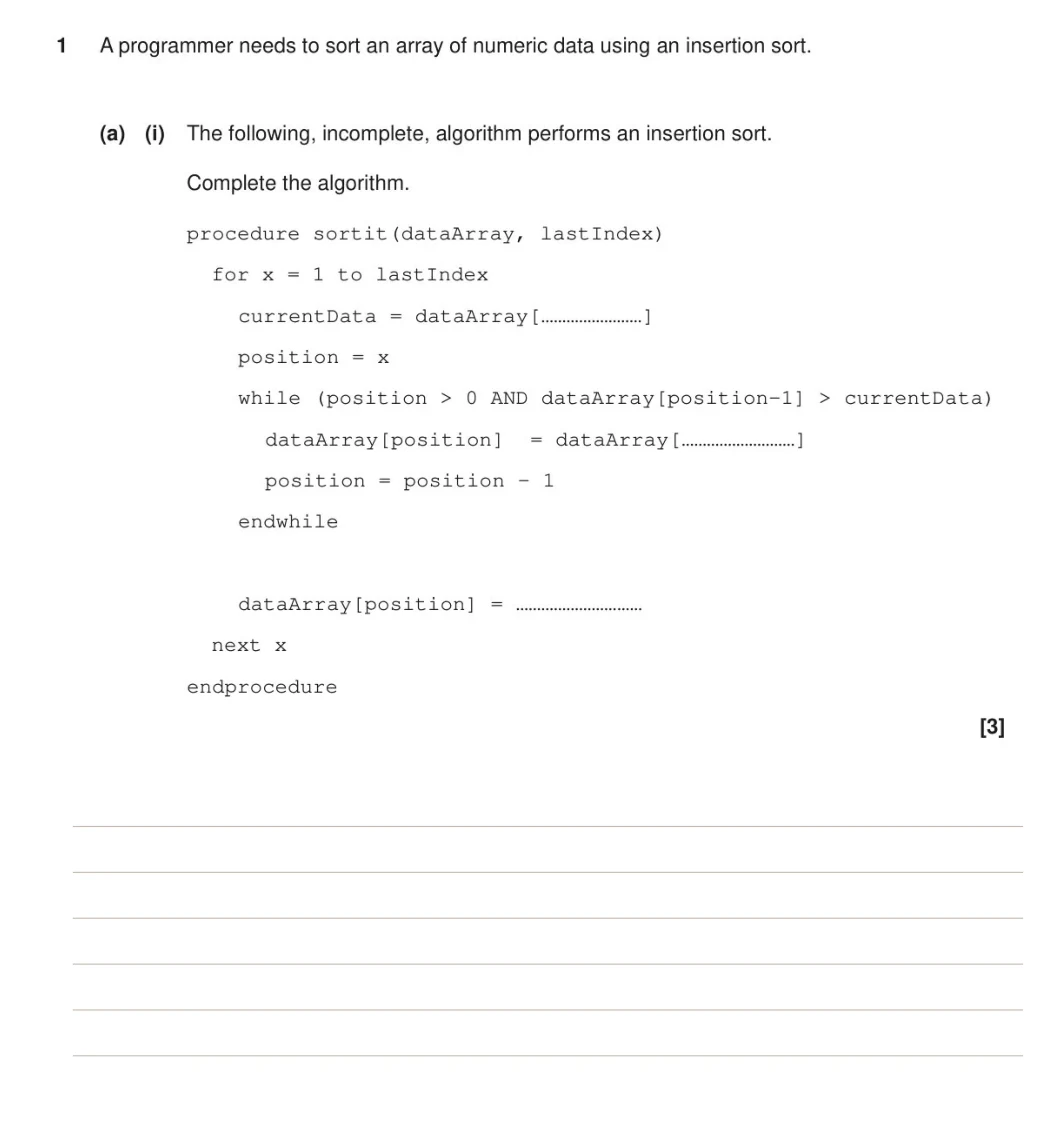 1 A programmer needs to sort an array of numeric data using an insertion sort.
(a) (i) The following, incomplete, algorithm performs an insertion sort.
Complete the algorithm.
procedure sortit(dataArray, lastIndex)
for x = 1 to lastIndex
currentData = dataArray[........................]
position = x
while (position > 0 AND dataArray[position-1] > currentData)
dataArray[position] = dataArray[...........................]
position = position - 1
endwhile
dataArray[position] = ..............................
next x
endprocedure
[3]